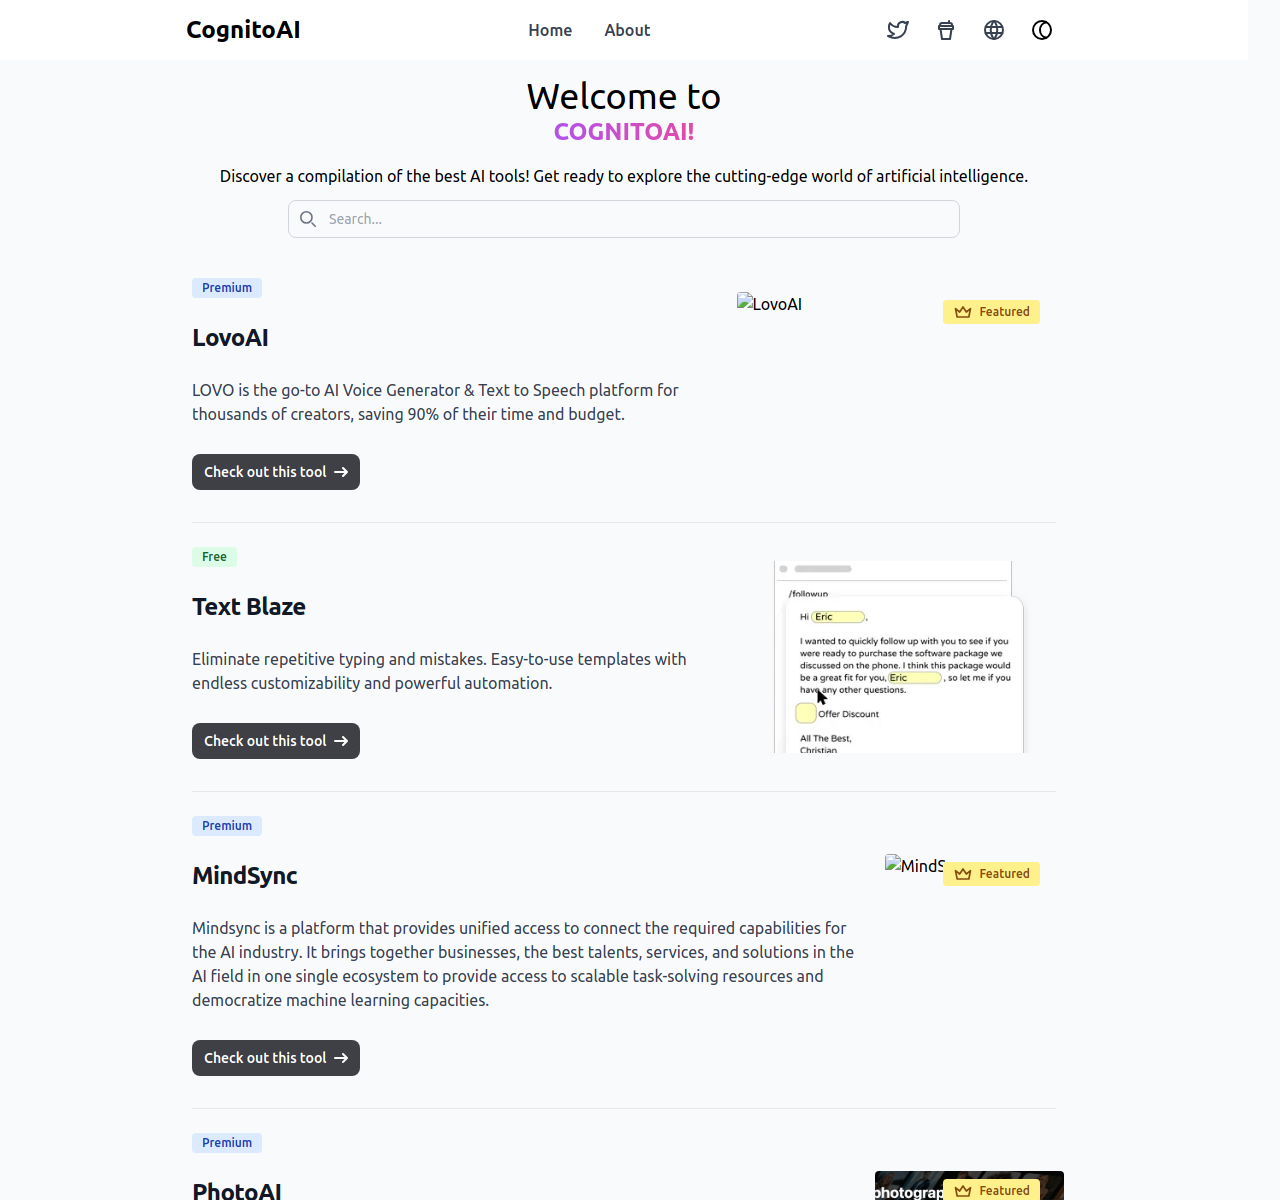 CognitoAI
Home About
Welcome to
COGNITOAI!
Discover a compilation of the best AI tools! Get ready to explore the cutting-edge world of artificial intelligence.
Search...
Premium
LovoAI
Featured
LovoAI
LOVO is the go-to AI Voice Generator & Text to Speech platform for
thousands of creators, saving 90% of their time and budget.
Check out this tool
Free
Text Blaze
Eliminate repetitive typing and mistakes. Easy-to-use templates with
endless customizability and powerful automation.
Check out this tool
/followup
Hi Eric,
I wanted to quickly follow up with you to see if you
were ready to purchase the software package we
discussed on the phone. I think this package would
be a great fit for you, Eric, so let me if you
have any other questions.
Offer Discount
All The Best,
Christian
Premium
MindSync
MindS
Featured
Mindsync is a platform that provides unified access to connect the required capabilities for
the AI industry. It brings together businesses, the best talents, services, and solutions in the
AI field in one single ecosystem to provide access to scalable task-solving resources and
democratize machine learning capacities.
Check out this tool
Premium
PhotoAI
photograp
Featured